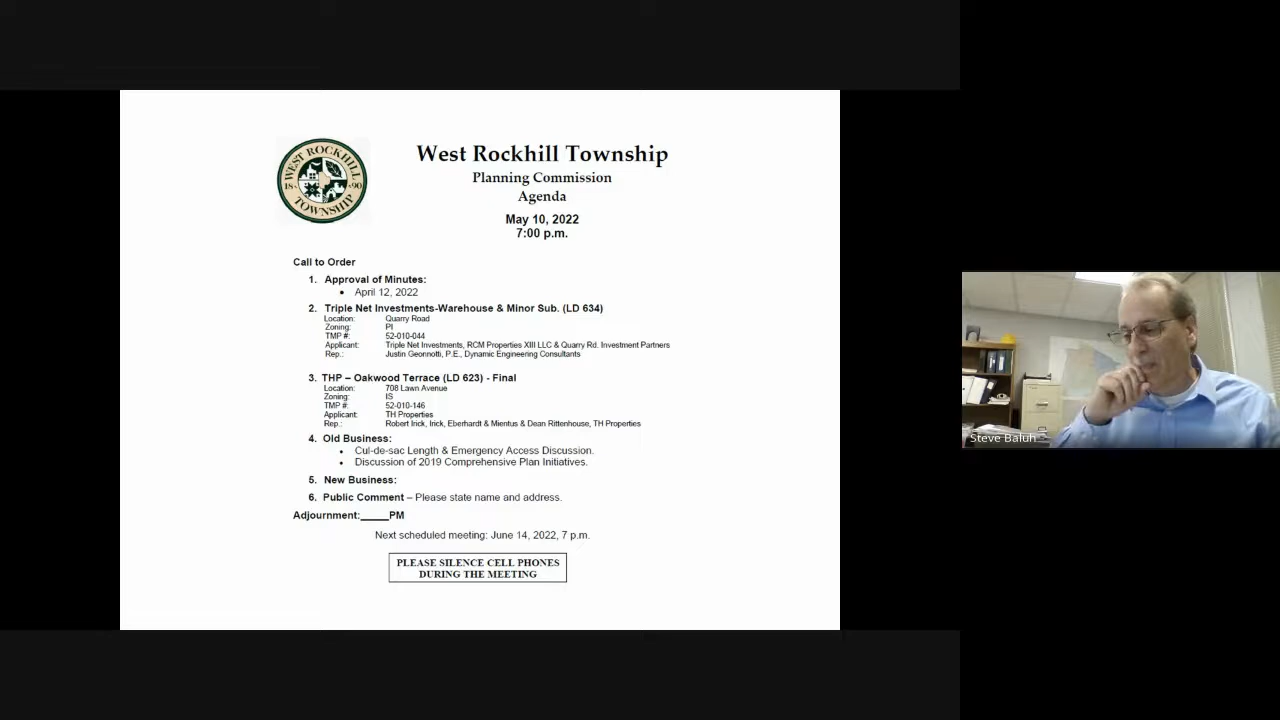 WEST ROCKHILL
18 90
TOWNSHIP
West Rockhill Township
Planning Commission
Agenda
May 10, 2022
7:00 p.m.
Call to Order
1. Approval of Minutes:
• April 12, 2022
2. Triple Net Investments-Warehouse & Minor Sub. (LD 634)
Location: Quarry Road
Zoning: PI
TMP #: 52-010-044
Applicant: Triple Net Investments, RCM Properties XIII LLC & Quarry Rd. Investment Partners
Rep.: Justin Geonnotti, P.E., Dynamic Engineering Consultants
3. THP – Oakwood Terrace (LD 623) - Final
Location: 708 Lawn Avenue
Zoning: IS
TMP #: 52-010-146
Applicant: TH Properties
Rep.: Robert Irick, Irick, Eberhardt & Mientus & Dean Rittenhouse, TH Properties
4. Old Business:
• Cul-de-sac Length & Emergency Access Discussion.
• Discussion of 2019 Comprehensive Plan Initiatives.
5. New Business:
6. Public Comment – Please state name and address.
Adjournment:_____PM
Next scheduled meeting: June 14, 2022, 7 p.m.
PLEASE SILENCE CELL PHONES
DURING THE MEETING
Steve Baluh